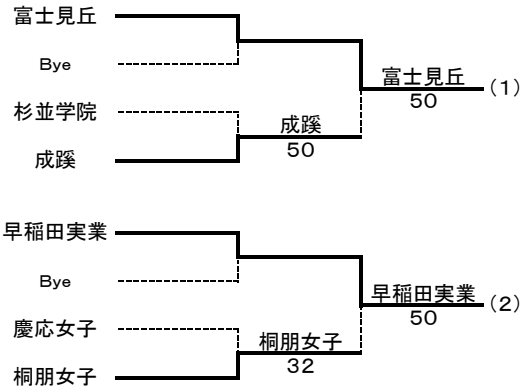 富士見丘
Bye
富士見丘
50
(1)
杉並学院
成蹊
50
成蹊
早稲田実業
Bye
早稲田実業
50
(2)
慶応女子
桐朋女子
32
桐朋女子